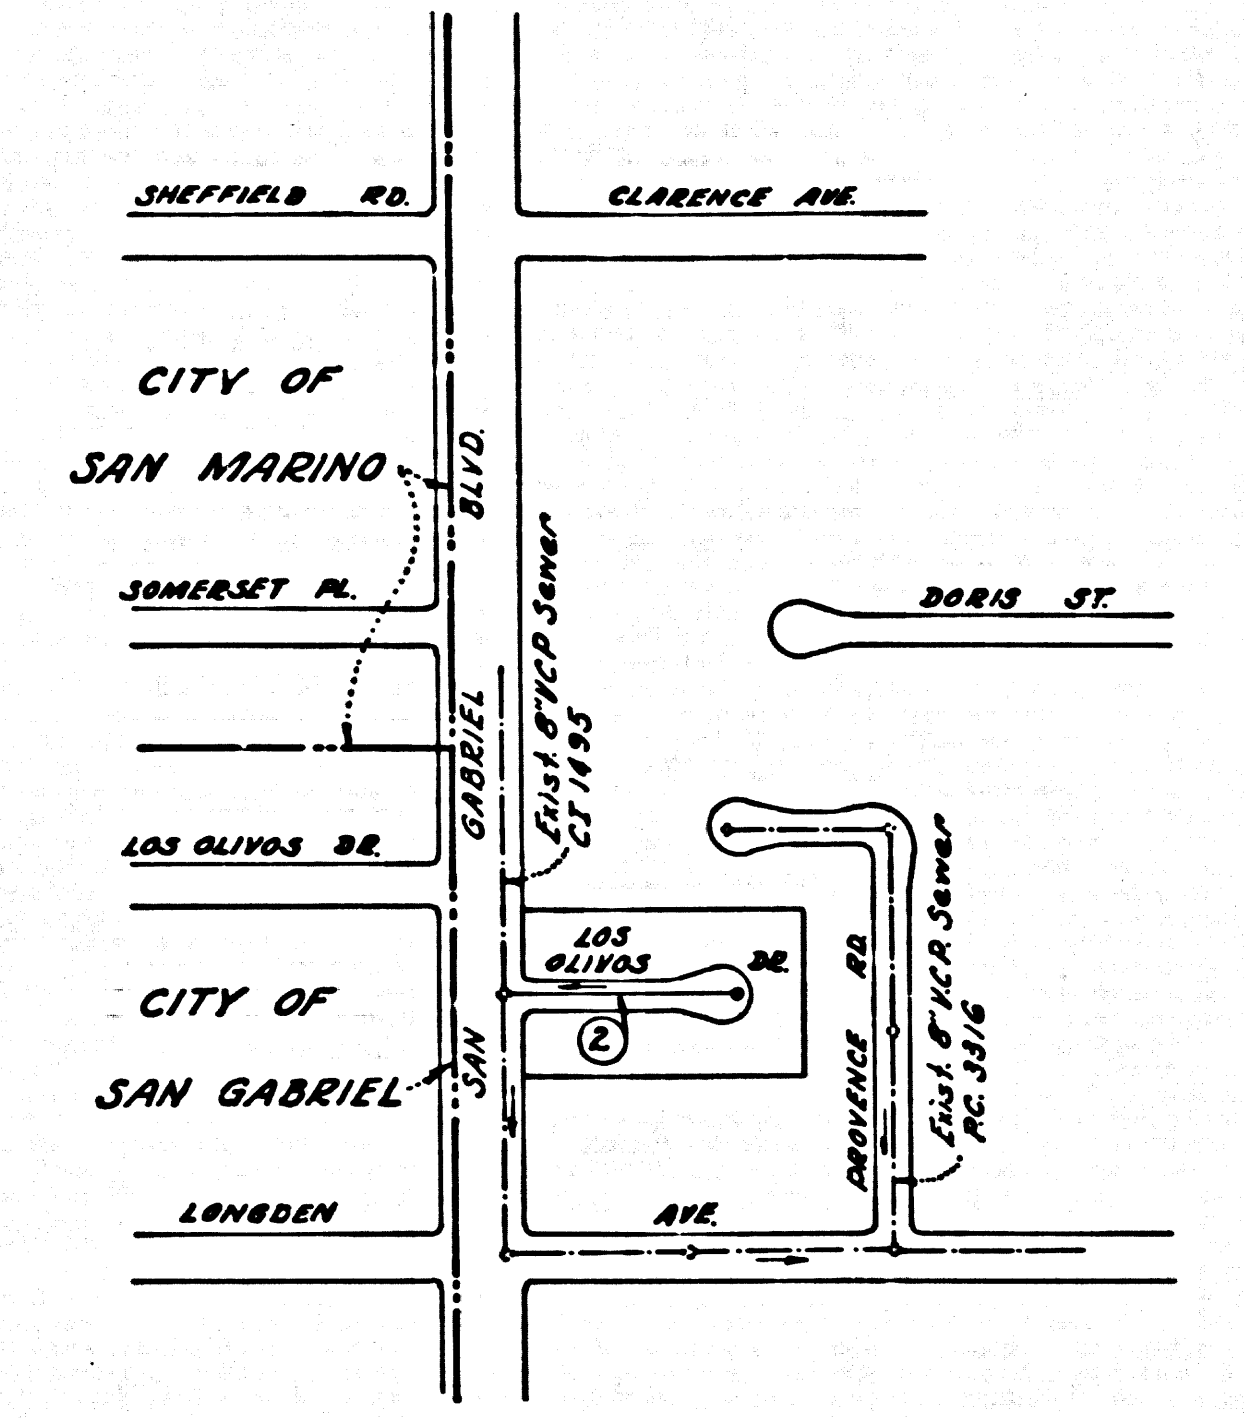 SHEFFIELD RD.
CLARENCE AVE.
CITY OF
SAN MARINO
BLVD.
SOMERSET PL.
DORIS ST.
Exist. 8" VCP Sewer
CI 1495
GABRIEL
LOS OLIVOS DR.
LOS
OLIVOS DR.
CITY OF
SAN GABRIEL
SAN
2
PROVENCE RD.
Exist. 8" V.C.P. Sewer
P.C. 3316
LONGDEN AVE.